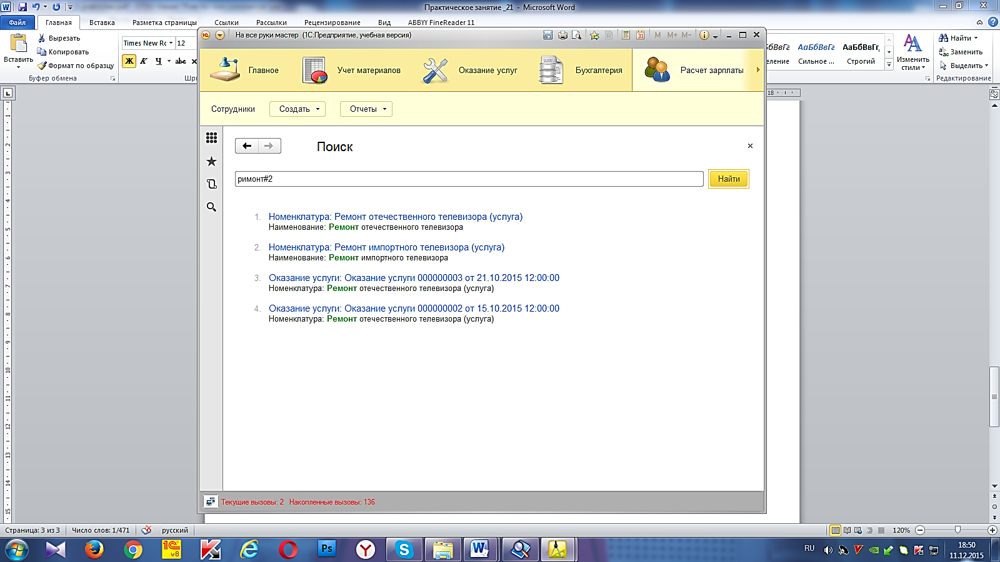 Практическое занятие _21 - Microsoft Word
Файл
Главная
Вставка
Разметка страницы
Ссылки
Рассылки
Рецензирование
Вид
ABBYY FineReader 11
Вставить
Вырезать
Копировать
Формат по образцу
Буфер обмена
Times New Rc
12
Ж К Ч abc
Шри
АаБбВвГг
АаБбВвГг,
еление
Сильное ...
Строгий
Изменить
стили
Найти
Заменить
Выделить
Редактирование
На все руки мастер (1С:Предприятие, учебная версия)
M M+ M-
Главное
Учет материалов
Оказание услуг
Бухгалтерия
Расчет зарплаты
Сотрудники
Создать
Отчеты
Поиск
римонт#2
Найти
1. Номенклатура: Ремонт отечественного телевизора (услуга)
Наименование: Ремонт отечественного телевизора
2. Номенклатура: Ремонт импортного телевизора (услуга)
Наименование: Ремонт импортного телевизора
3. Оказание услуги: Оказание услуги 000000003 от 21.10.2015 12:00:00
Номенклатура: Ремонт отечественного телевизора (услуга)
4. Оказание услуги: Оказание услуги 000000002 от 15.10.2015 12:00:00
Номенклатура: Ремонт отечественного телевизора (услуга)
Текущие вызовы: 2 Накопленные вызовы: 136
Страница: 3 из 3
Число слов: 1/471
русский
120%
RU
18:50
11.12.2015